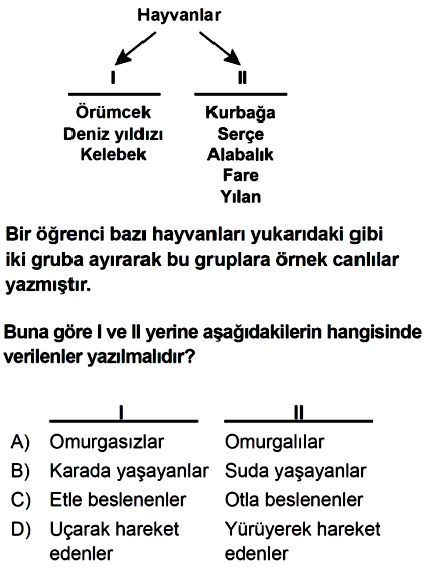 Hayvanlar
I II
Örümcek Kurbağa
Deniz yıldızı Serçe
Kelebek Alabalık
Fare
Yılan
Bir öğrenci bazı hayvanları yukarıdaki gibi
iki gruba ayırarak bu gruplara örnek canlılar
yazmıştır.
Buna göre I ve II yerine aşağıdakilerin hangisinde
verilenler yazılmalıdır?
I II
A) Omurgasızlar Omurgalılar
B) Karada yaşayanlar Suda yaşayanlar
C) Etle beslenenler Otla beslenenler
D) Uçarak hareket Yürüyerek hareket
edenler edenler